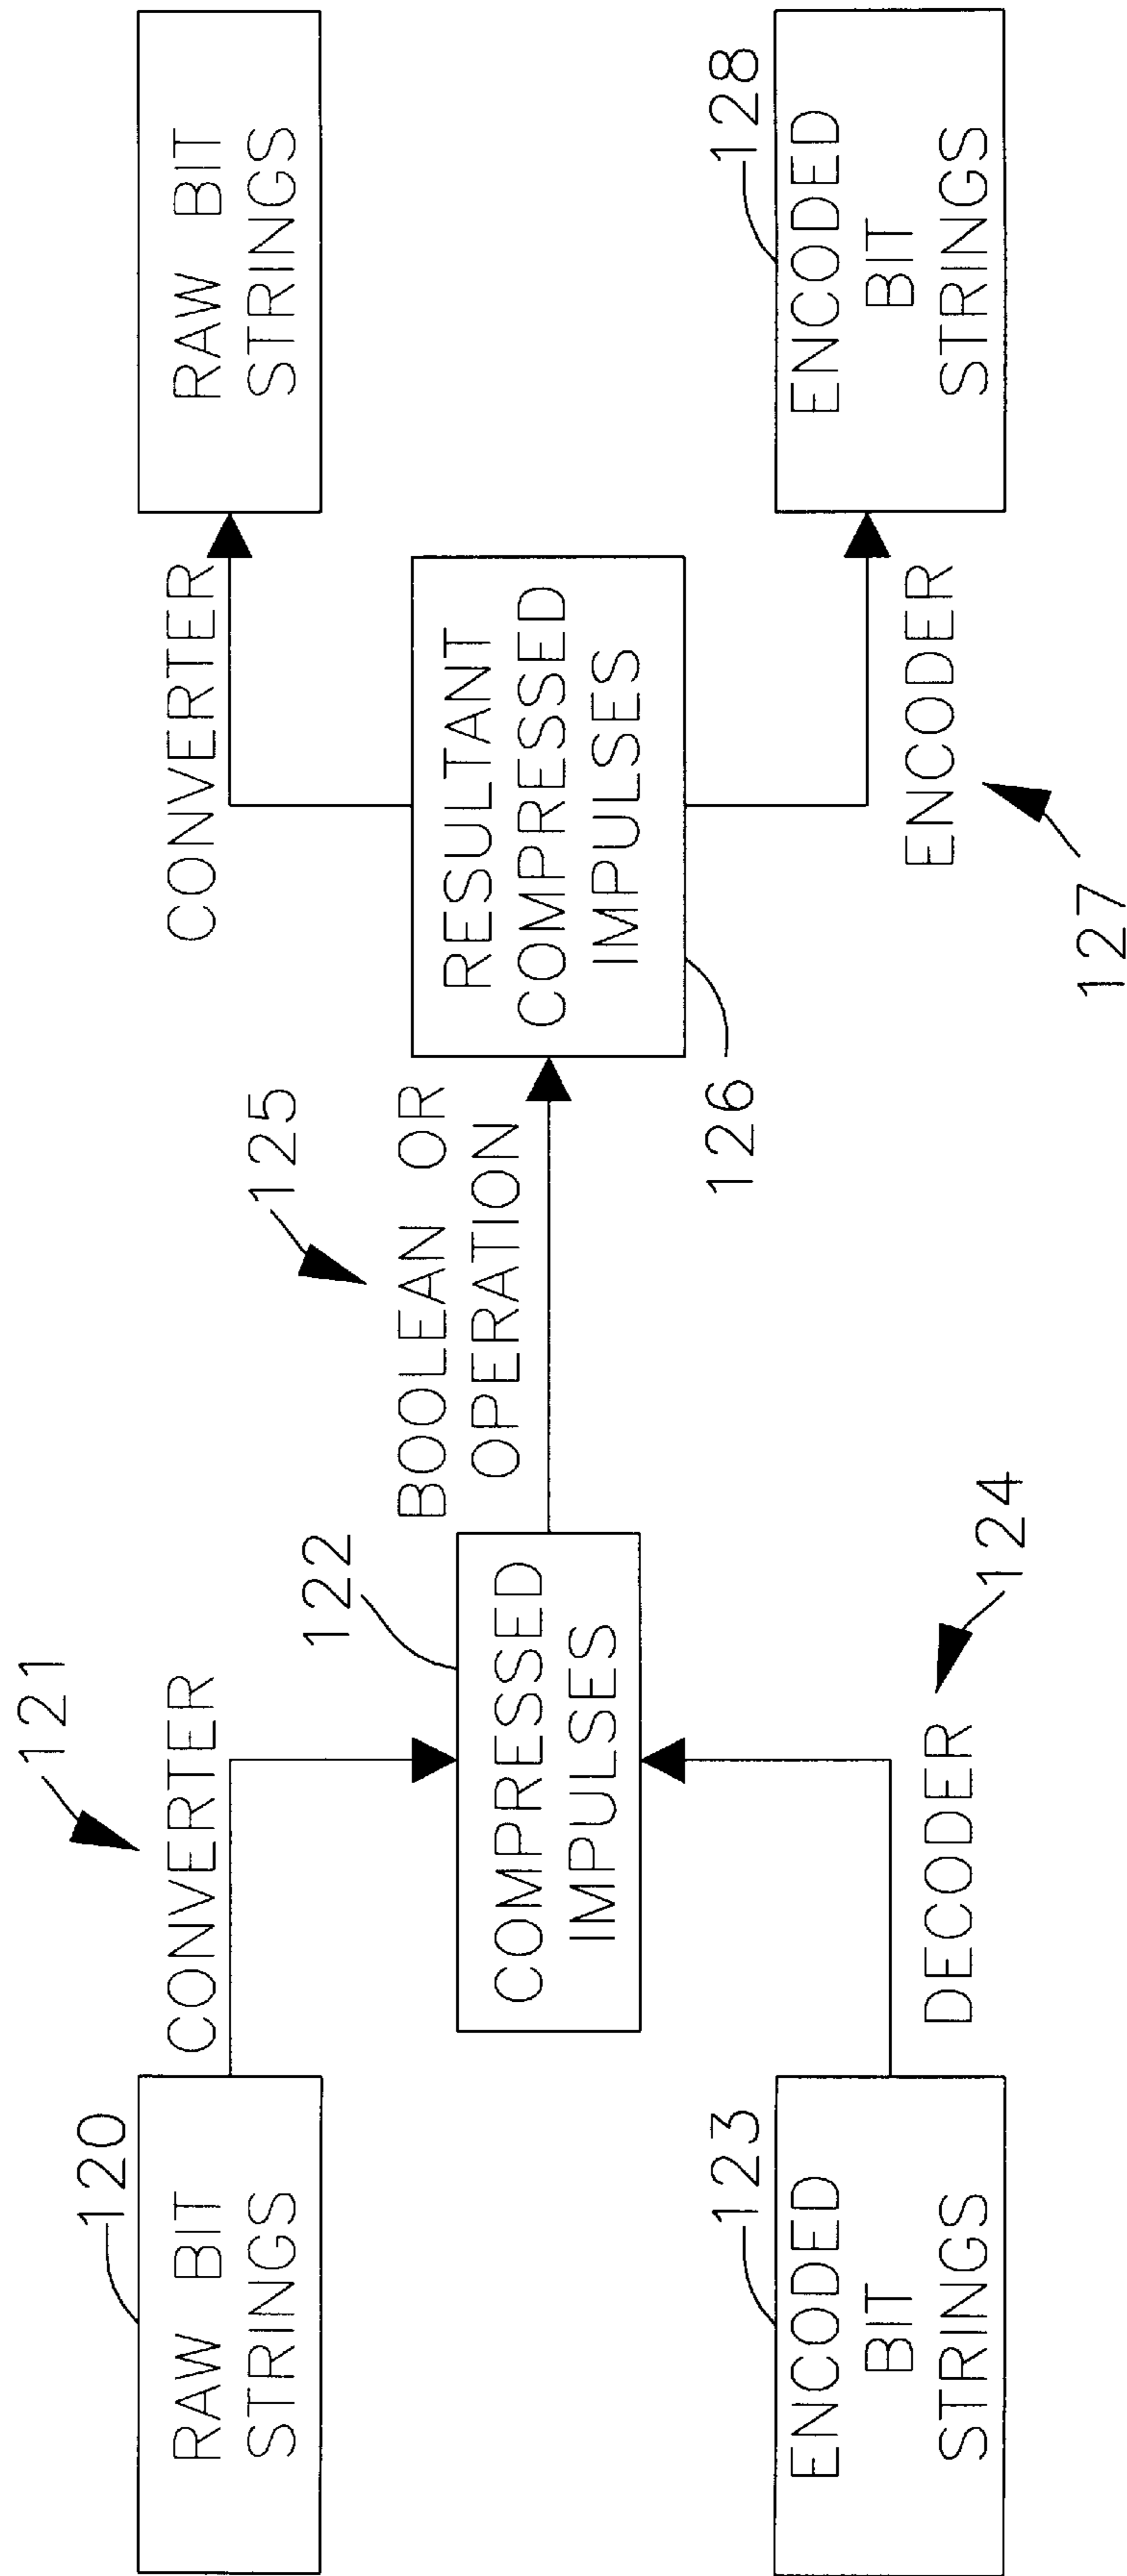 120
RAW BIT
STRINGS
121
CONVERTER
122
COMPRESSED
IMPULSES
123
ENCODED
BIT
STRINGS
DECODER
124
125
BOOLEAN OR
OPERATION
RESULTANT
COMPRESSED
IMPULSES
126
CONVERTER
RAW BIT
STRINGS
ENCODER
127
128
ENCODED
BIT
STRINGS